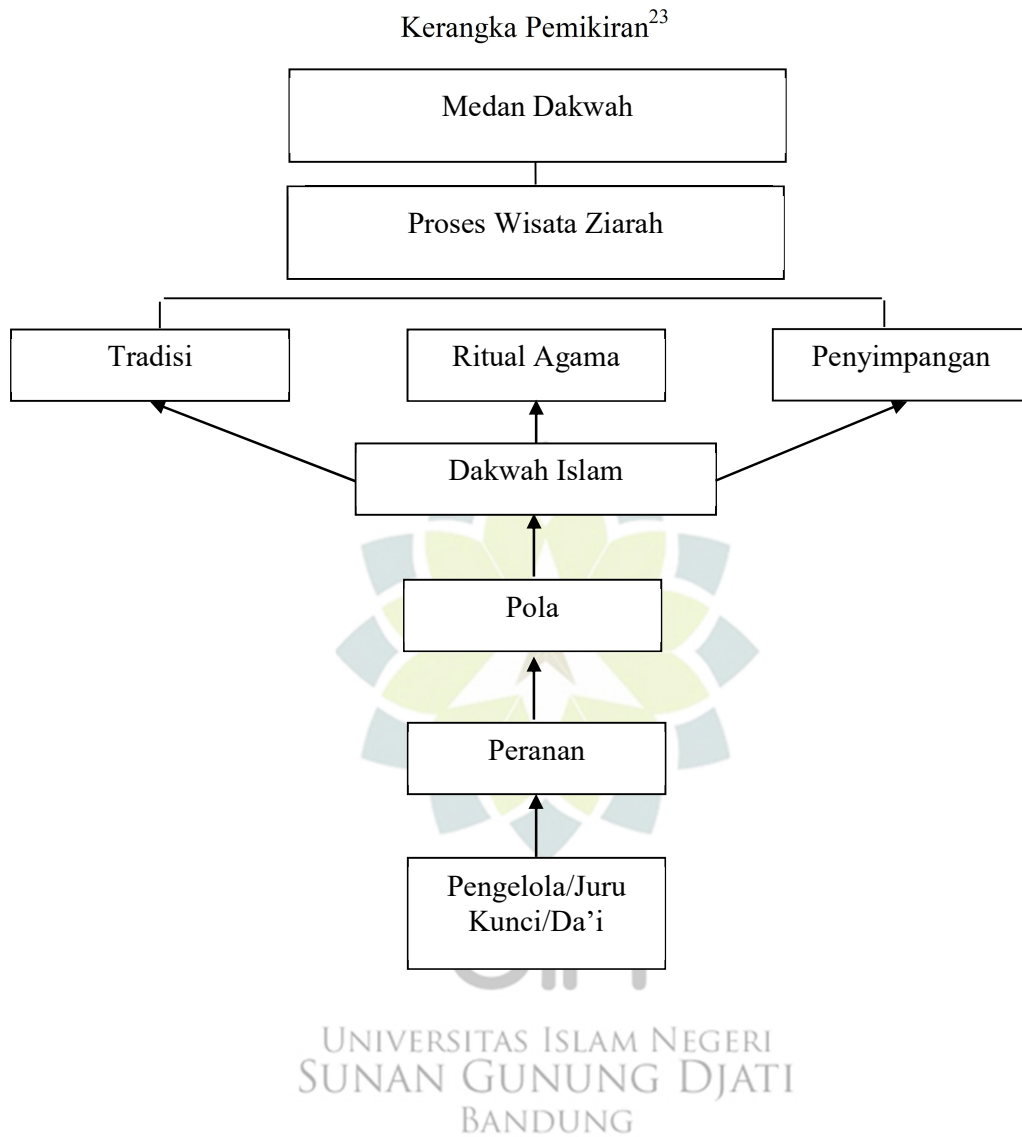 Kerangka Pemikiran²³
Medan Dakwah
Proses Wisata Ziarah
Tradisi
Ritual Agama
Penyimpangan
Dakwah Islam
Pola
Peranan
Pengelola/Juru
Kunci/Da’i
UNIVERSITAS ISLAM NEGERI
SUNAN GUNUNG DJATI
BANDUNG